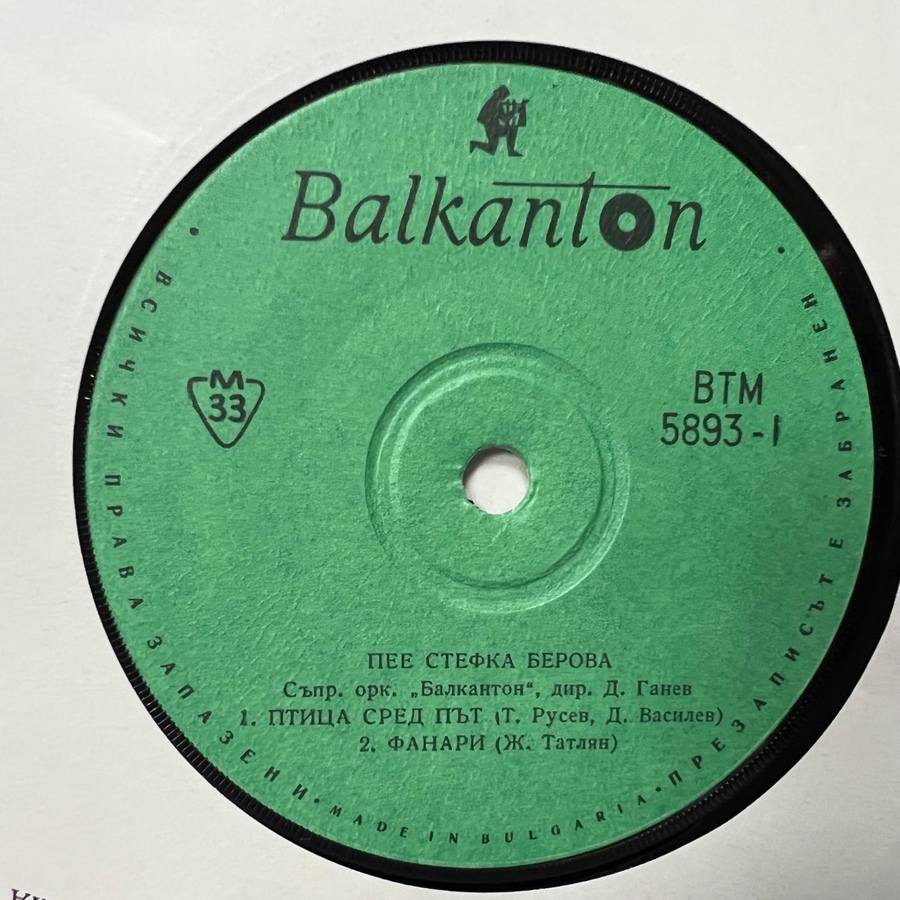 Balkanton
M
33
ВТМ
5893-I
ПЕЕ СТЕФКА БЕРОВА
Съпр. орк. „Балкантон“, дир. Д. Ганев
1. ПТИЦА СРЕД ПЪТ (Т. Русев, Д. Василев)
2. ФАНАРИ (Ж. Татлян)
• ВСИЧКИ ПРАВА ЗАПАЗЕНИ • MADE IN BULGARIA • ПРЕЗАПИСЪТ Е ЗАБРАНЕН •